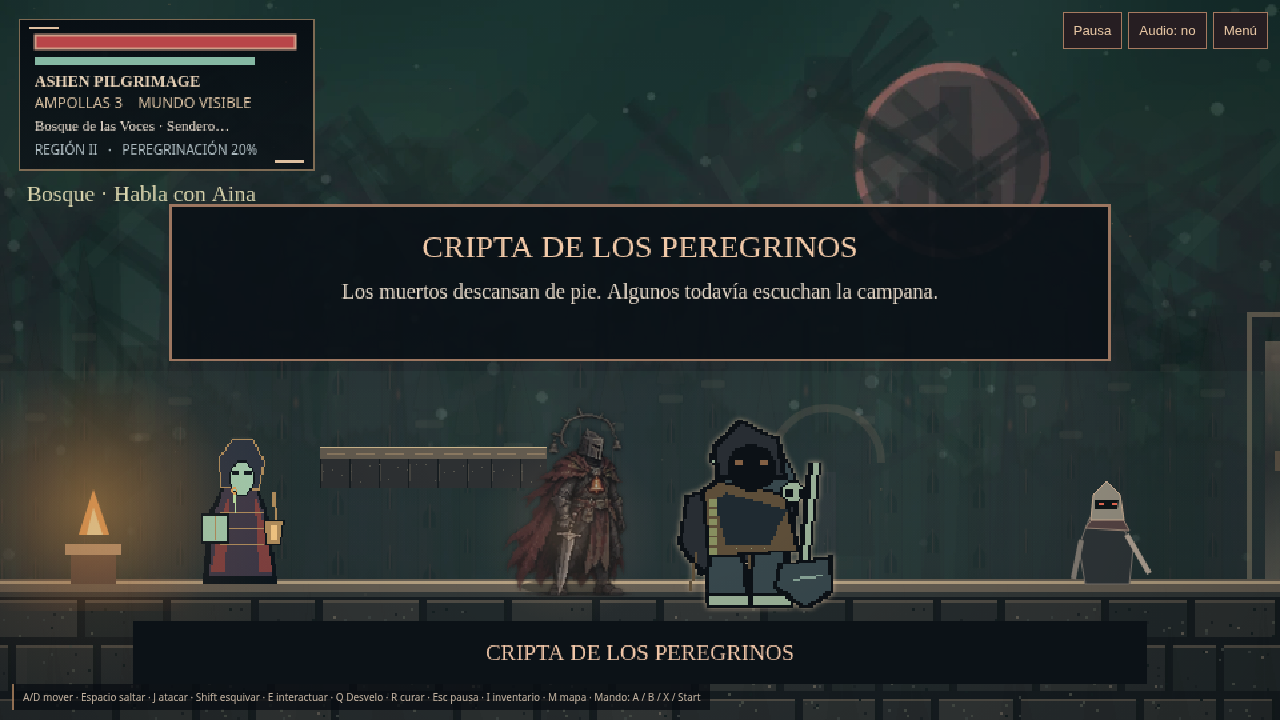 ASHEN PILGRIMAGE
AMPOLLAS 3 MUNDO VISIBLE
Bosque de las Voces · Sendero…
REGIÓN II · PEREGRINACIÓN 20%
Bosque · Habla con Aina
Pausa
Audio: no
Menú
CRIPTA DE LOS PEREGRINOS
Los muertos descansan de pie. Algunos todavía escuchan la campana.
CRIPTA DE LOS PEREGRINOS
A/D mover · Espacio saltar · J atacar · Shift esquivar · E interactuar · Q Desvelo · R curar · Esc pausa · I inventario · M mapa · Mando: A / B / X / Start